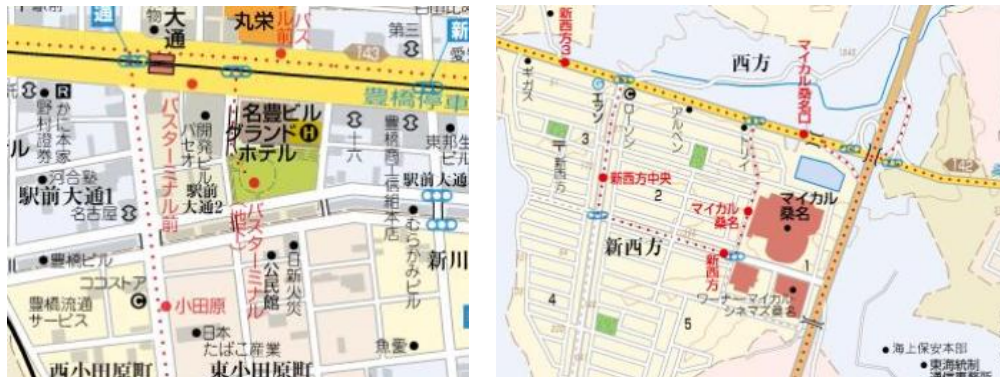 大通
丸栄
第三
143
豊橋停車
野村證券
かに本家
バスターミナル前
開発ビル
パセオ
名豊ビル
グランド
ホテル
十六
豊橋商工信組本店
河合塾
駅前大通1
名古屋
駅前
大通2
駅前大通
バスターミナル
むらかみビル
新川
豊橋ビル
ココストア
豊橋流通
サービス
小田原
公民館
日新火災
日本
たばこ産業
魚愛
西小田原町
東小田原町
新西方3
ギガス
エッソ
ローソン
アルペン
西方
マイカル桑名口
3
〒新西方
新西方中央
2
マイカル
桑名
マイカル
桑名
142
新西方
新西方
1
ワーナー・マイカル
シネマズ桑名
4
5
海上保安本部
東海統制